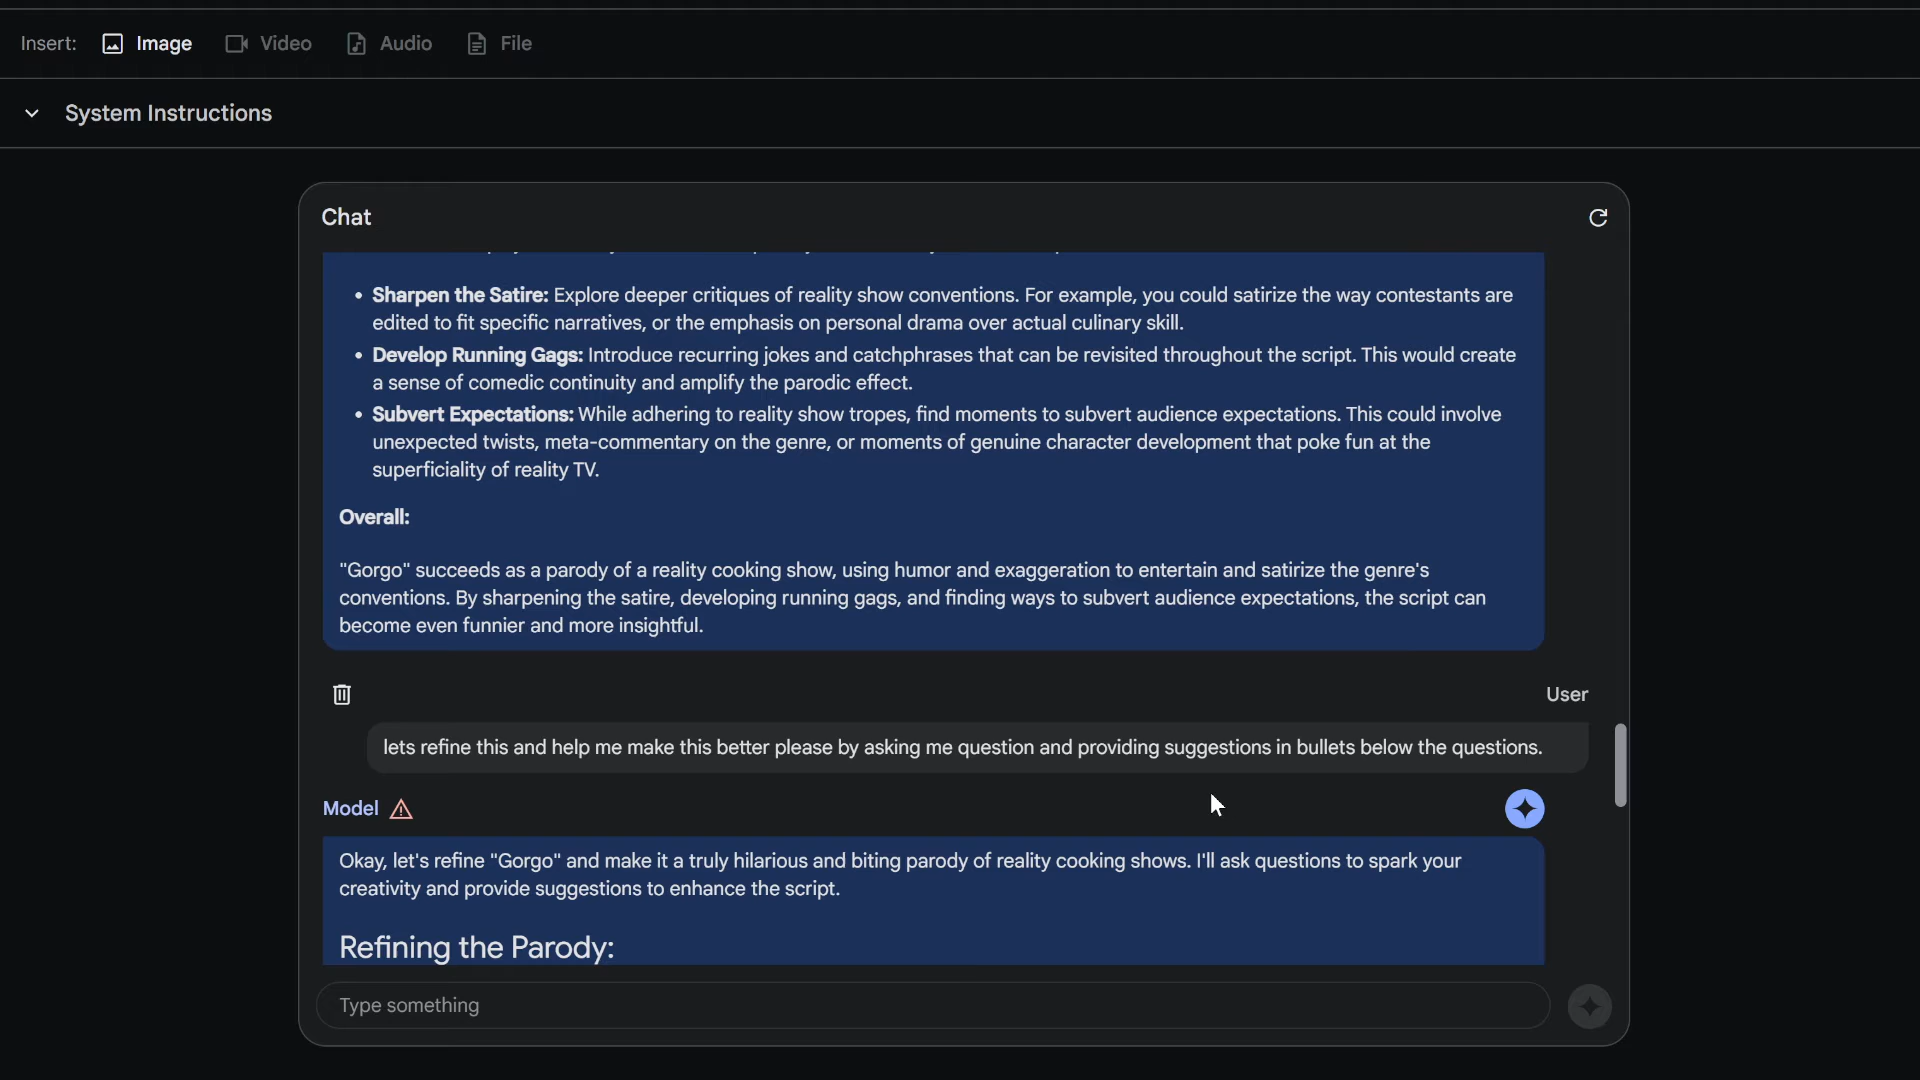 Insert: Image Video Audio File
System Instructions
Chat
• Sharpen the Satire: Explore deeper critiques of reality show conventions. For example, you could satirize the way contestants are
edited to fit specific narratives, or the emphasis on personal drama over actual culinary skill.
• Develop Running Gags: Introduce recurring jokes and catchphrases that can be revisited throughout the script. This would create
a sense of comedic continuity and amplify the parodic effect.
• Subvert Expectations: While adhering to reality show tropes, find moments to subvert audience expectations. This could involve
unexpected twists, meta-commentary on the genre, or moments of genuine character development that poke fun at the
superficiality of reality TV.
Overall:
"Gorgo" succeeds as a parody of a reality cooking show, using humor and exaggeration to entertain and satirize the genre's
conventions. By sharpening the satire, developing running gags, and finding ways to subvert audience expectations, the script can
become even funnier and more insightful.
User
lets refine this and help me make this better please by asking me question and providing suggestions in bullets below the questions.
Model
Okay, let's refine "Gorgo" and make it a truly hilarious and biting parody of reality cooking shows. I'll ask questions to spark your
creativity and provide suggestions to enhance the script.
Refining the Parody:
Type something